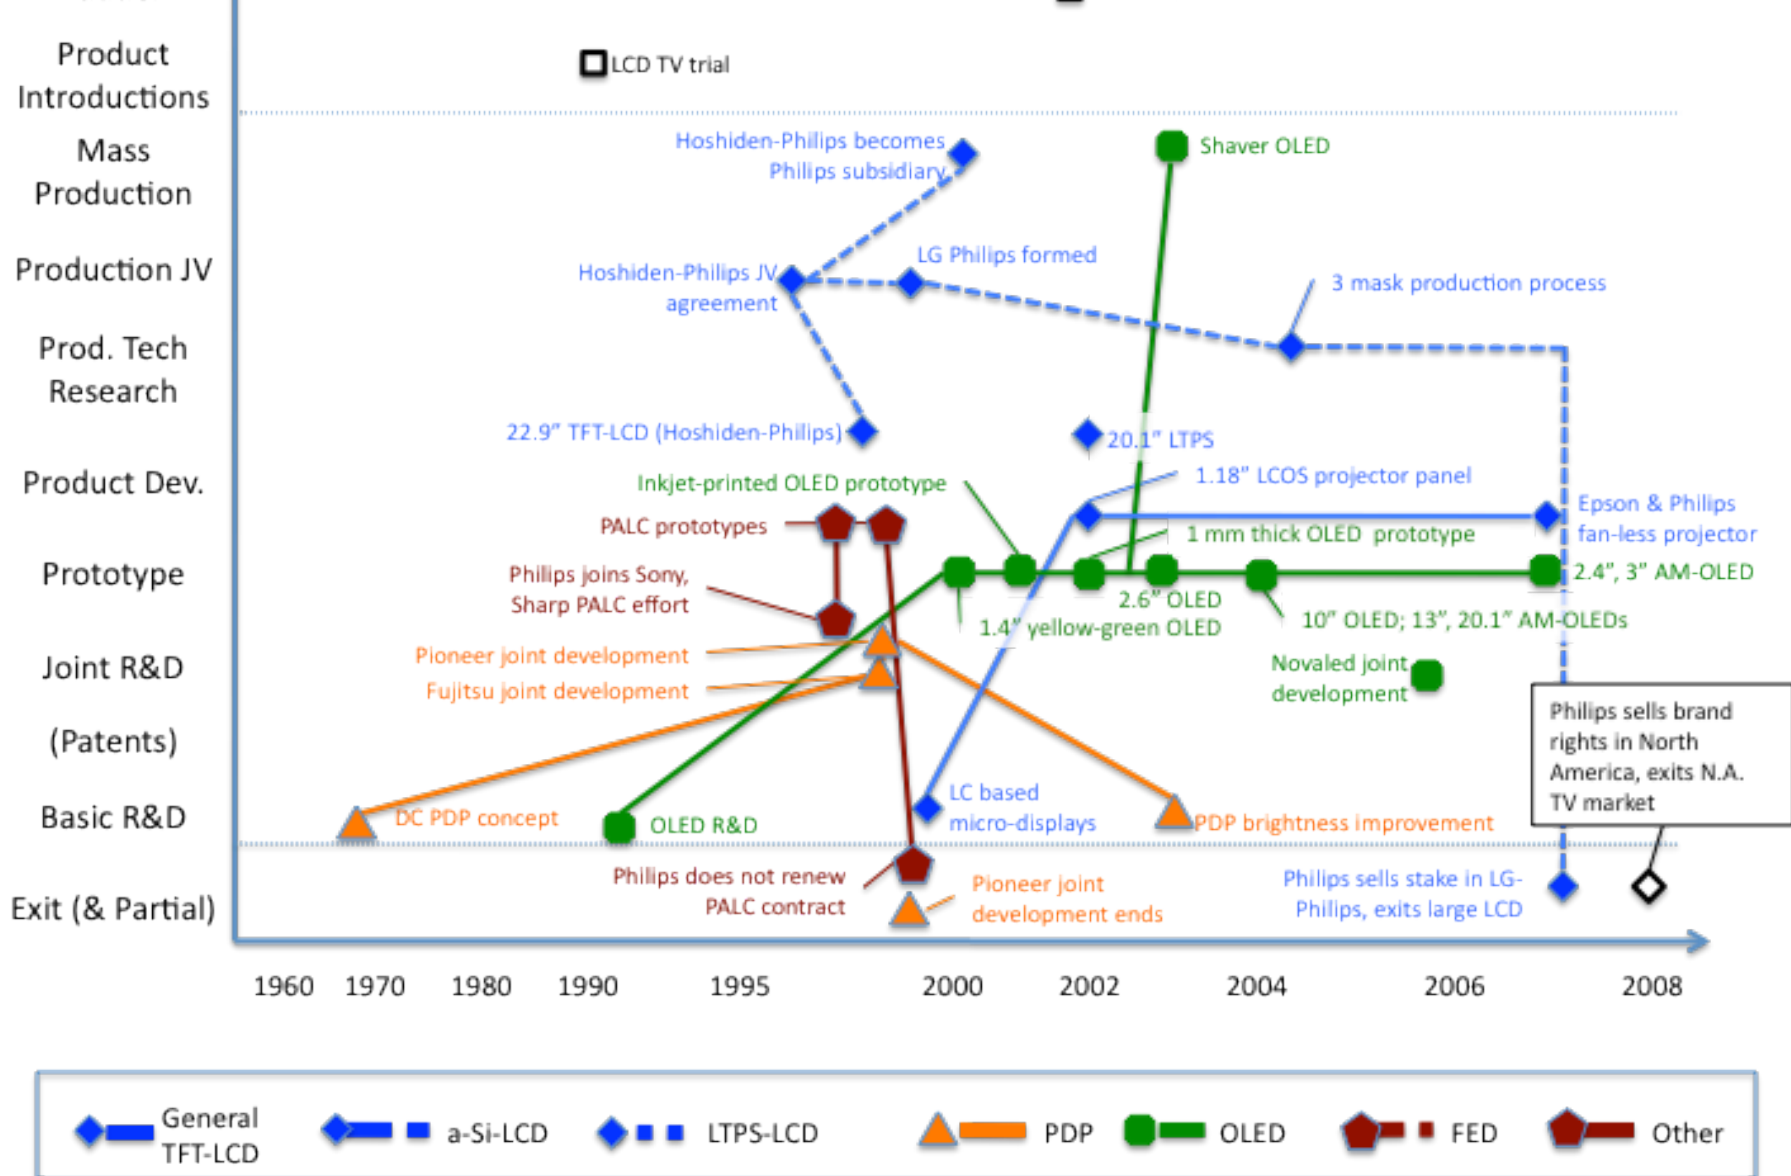 Product
Introductions
LCD TV trial
Mass
Production
Hoshiden-Philips becomes
Philips subsidiary
Shaver OLED
Production JV
Hoshiden-Philips JV
agreement
LG Philips formed
3 mask production process
Prod. Tech
Research
22.9” TFT-LCD (Hoshiden-Philips)
20.1” LTPS
Product Dev.
Inkjet-printed OLED prototype
1.18” LCOS projector panel
PALC prototypes
1 mm thick OLED prototype
Epson & Philips
fan-less projector
Prototype
Philips joins Sony,
Sharp PALC effort
2.4”, 3” AM-OLED
2.6” OLED
1.4” yellow-green OLED
10” OLED; 13”, 20.1” AM-OLEDs
Joint R&D
Pioneer joint development
Fujitsu joint development
Novaled joint
development
(Patents)
Philips sells brand
rights in North
America, exits N.A.
TV market
Basic R&D
DC PDP concept
OLED R&D
LC based
micro-displays
PDP brightness improvement
Exit (& Partial)
Philips does not renew
PALC contract
Pioneer joint
development ends
Philips sells stake in LG-
Philips, exits large LCD
1960 1970 1980 1990 1995 2000 2002 2004 2006 2008
General
TFT-LCD
a-Si-LCD
LTPS-LCD
PDP
OLED
FED
Other